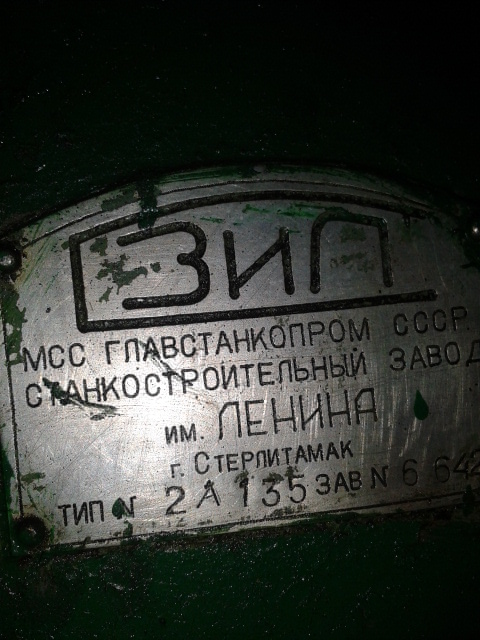 ЗИЛ
МСС ГЛАВСТАНКОПРОМ СССР.
СТАНКОСТРОИТЕЛЬНЫЙ ЗАВОД
ИМ. ЛЕНИНА
Г. СТЕРЛИТАМАК
ТИП № 2А135 ЗАВ N 6 642